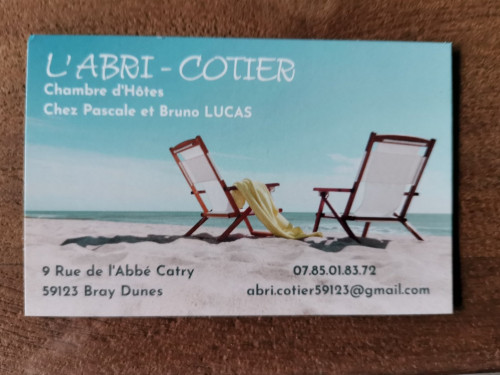 L'ABRI - COTIER
Chambre d'Hôtes
Chez Pascale et Bruno LUCAS
9 Rue de l'Abbé Catry
59123 Bray Dunes
07.85.01.83.72
abri.cotier59123@gmail.com